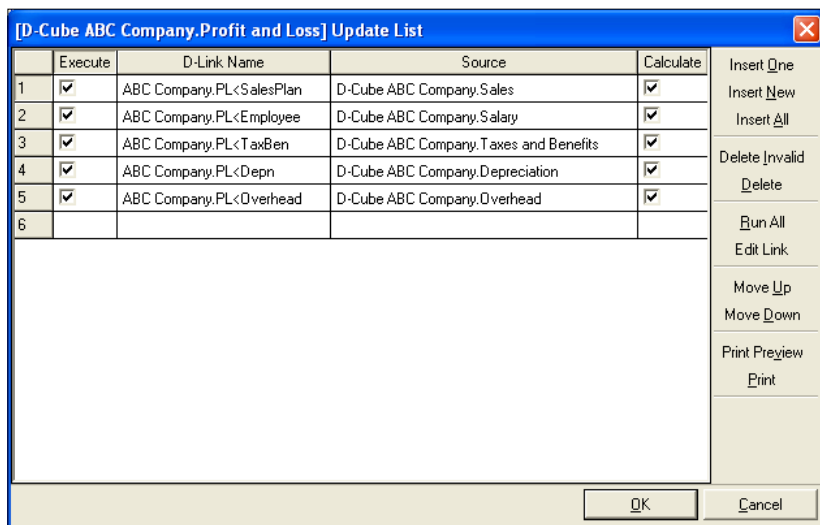 [D-Cube ABC Company.Profit and Loss] Update List
Execute D-Link Name Source Calculate
1 ABC Company.PL<SalesPlan D-Cube ABC Company.Sales
2 ABC Company.PL<Employee D-Cube ABC Company.Salary
3 ABC Company.PL<TaxBen D-Cube ABC Company.Taxes and Benefits
4 ABC Company.PL<Depn D-Cube ABC Company.Depreciation
5 ABC Company.PL<Overhead D-Cube ABC Company.Overhead
6
Insert One
Insert New
Insert All
Delete Invalid
Delete
Run All
Edit Link
Move Up
Move Down
Print Preview
Print
OK Cancel